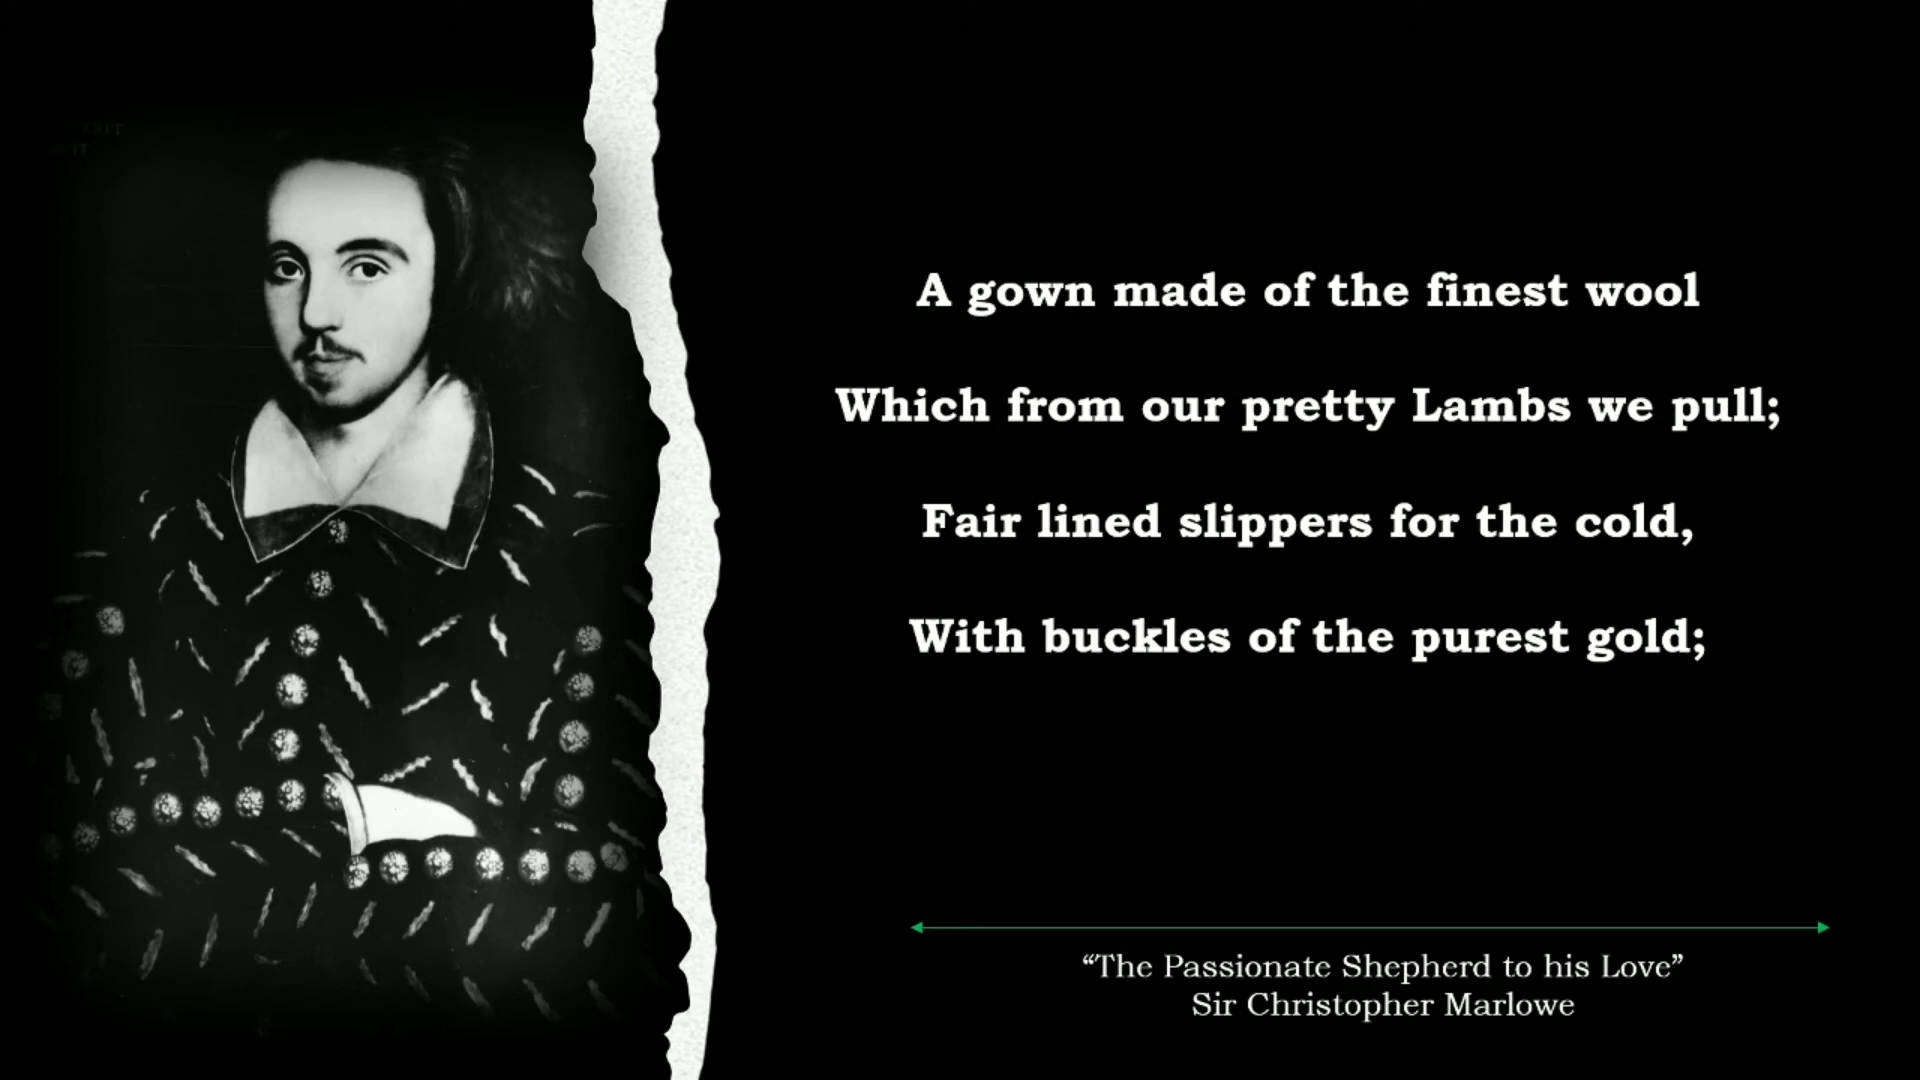 A gown made of the finest wool
Which from our pretty Lambs we pull;
Fair lined slippers for the cold,
With buckles of the purest gold;
“The Passionate Shepherd to his Love”
Sir Christopher Marlowe